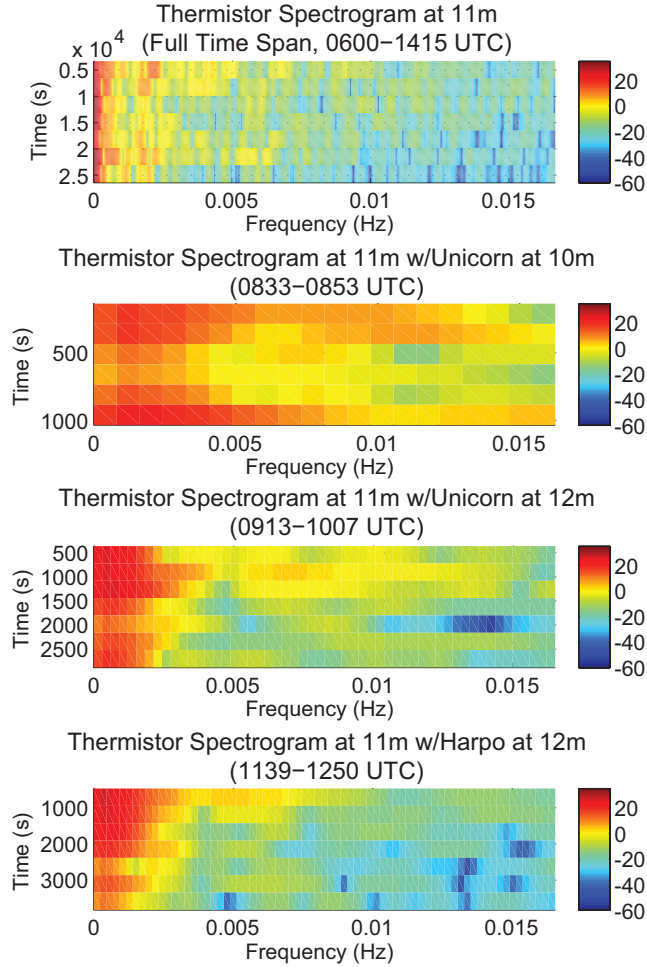 Thermistor Spectrogram at 11m
(Full Time Span, 0600−1415 UTC)
x 10^4
0.5
1
1.5
2
2.5
Time (s)
0 0.005 0.01 0.015
Frequency (Hz)
20
0
-20
-40
-60
Thermistor Spectrogram at 11m w/Unicorn at 10m
(0833−0853 UTC)
500
1000
Time (s)
0 0.005 0.01 0.015
Frequency (Hz)
20
0
-20
-40
-60
Thermistor Spectrogram at 11m w/Unicorn at 12m
(0913−1007 UTC)
500
1000
1500
2000
2500
Time (s)
0 0.005 0.01 0.015
Frequency (Hz)
20
0
-20
-40
-60
Thermistor Spectrogram at 11m w/Harpo at 12m
(1139−1250 UTC)
1000
2000
3000
Time (s)
0 0.005 0.01 0.015
Frequency (Hz)
20
0
-20
-40
-60